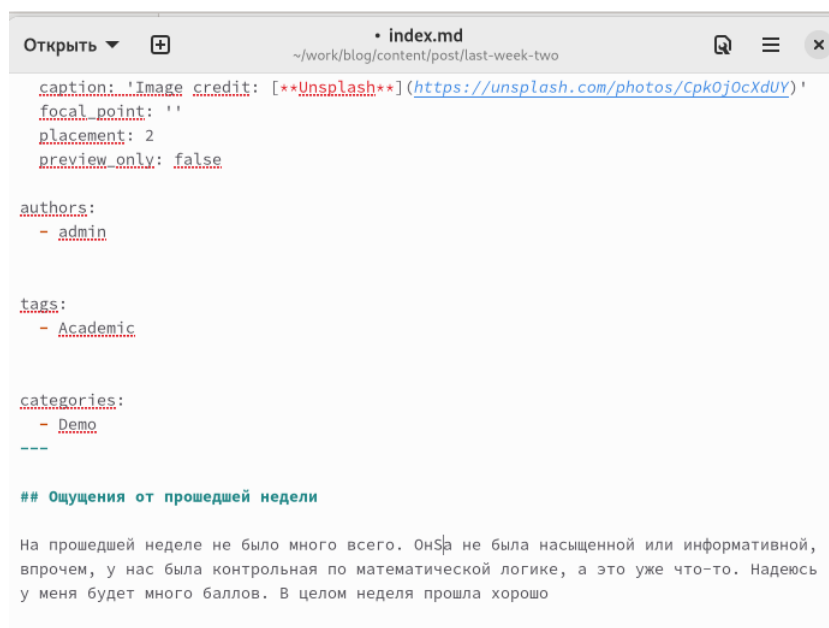 Открыть
• index.md
~/work/blog/content/post/last-week-two
caption: 'Image credit: [**Unsplash**](https://unsplash.com/photos/CpkOjOcXdUY)'
focal_point: ''
placement: 2
preview_only: false
authors:
- admin
tags:
- Academic
categories:
- Demo
---
## Ощущения от прошедшей недели
На прошедшей неделе не было много всего. ОнSа не была насыщенной или информативной,
впрочем, у нас была контрольная по математической логике, а это уже что-то. Надеюсь
у меня будет много баллов. В целом неделя прошла хорошо